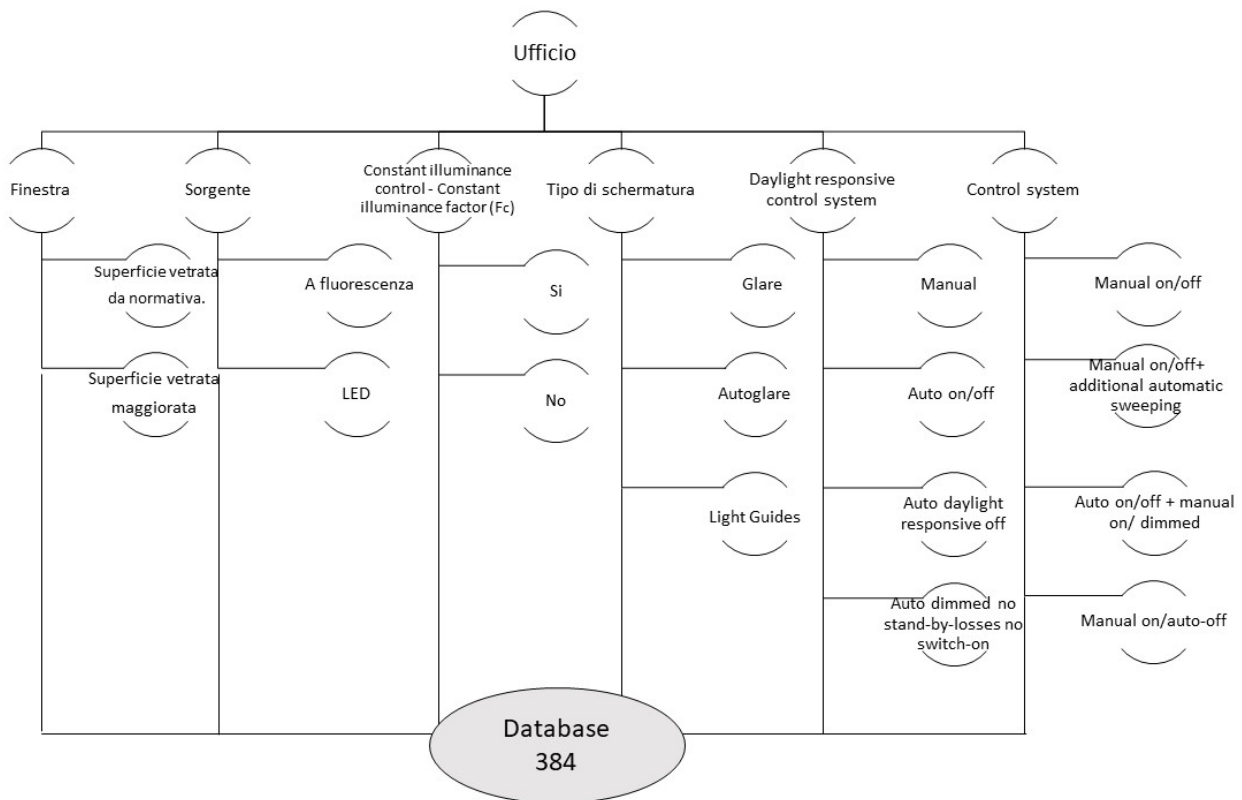 Ufficio
Finestra
Sorgente
Constant illuminance
control - Constant
illuminance factor (Fc)
Tipo di schermatura
Daylight responsive
control system
Control system
Superficie vetrata
da normativa.
Superficie vetrata
maggiorata
A fluorescenza
LED
Si
No
Glare
Autoglare
Light Guides
Manual
Auto on/off
Auto daylight
responsive off
Auto dimmed no
stand-by-losses no
switch-on
Manual on/off
Manual on/off+
additional automatic
sweeping
Auto on/off + manual
on/ dimmed
Manual on/auto-off
Database
384